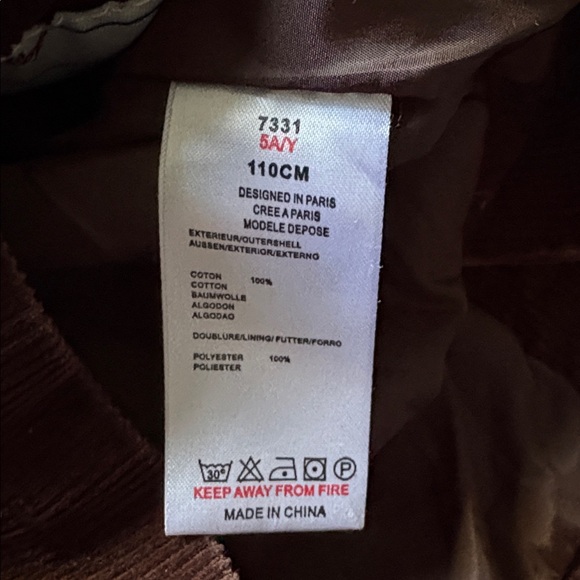 7331
5A/Y
110CM
DESIGNED IN PARIS
CREE A PARIS
MODELE DEPOSE
EXTERIEUR/OUTERSHELL
AUSSEN/EXTERIOR/EXTERNO
COTON
COTTON 100%
BAUMWOLLE
ALGODON
ALGODAO
DOUBLURE/LINING/FUTTER/FORRO
POLYESTER 100%
POLIESTER
30° P
KEEP AWAY FROM FIRE
MADE IN CHINA